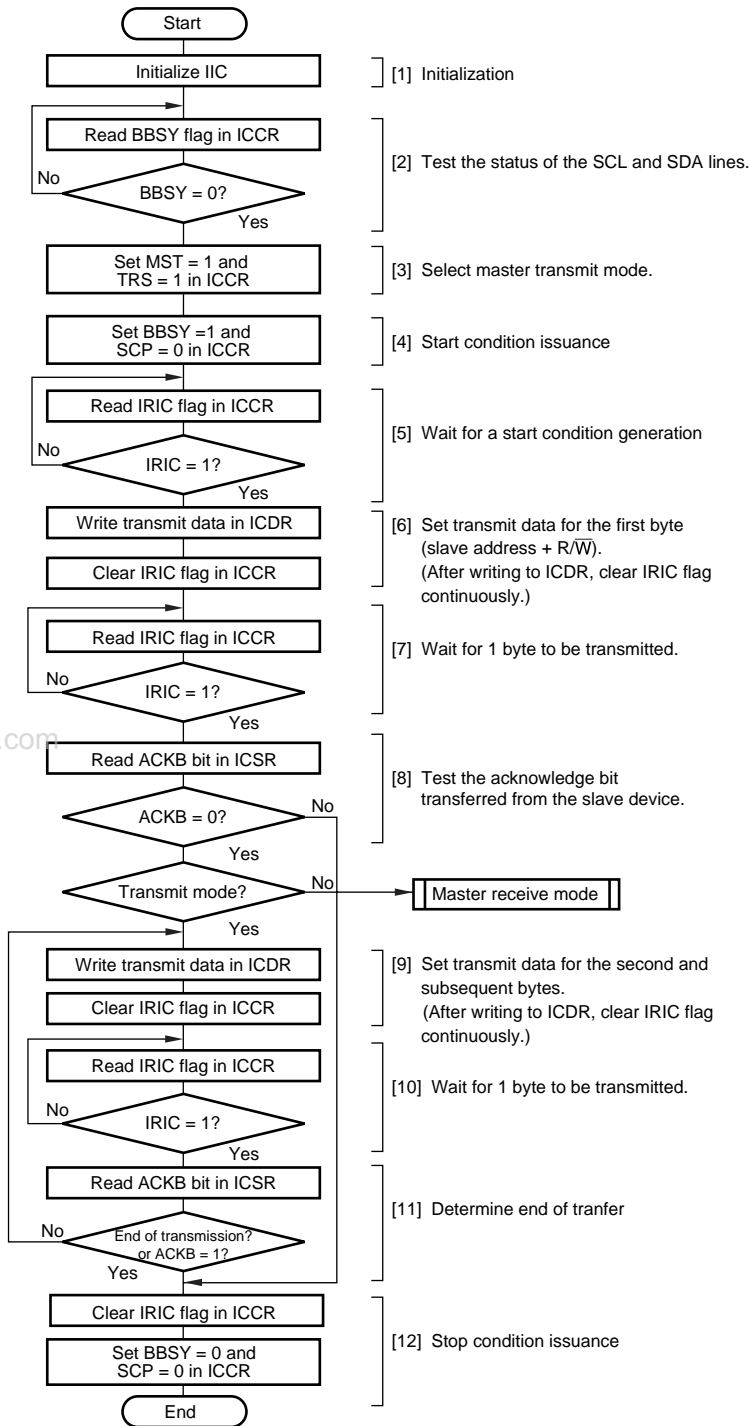 Start
Initialize IIC
[1] Initialization
Read BBSY flag in ICCR
[2] Test the status of the SCL and SDA lines.
No
BBSY = 0?
Yes
Set MST = 1 and
TRS = 1 in ICCR
[3] Select master transmit mode.
Set BBSY =1 and
SCP = 0 in ICCR
[4] Start condition issuance
Read IRIC flag in ICCR
[5] Wait for a start condition generation
No
IRIC = 1?
Yes
Write transmit data in ICDR
[6] Set transmit data for the first byte
(slave address + R/W̅).
(After writing to ICDR, clear IRIC flag
continuously.)
Clear IRIC flag in ICCR
Read IRIC flag in ICCR
[7] Wait for 1 byte to be transmitted.
No
IRIC = 1?
Yes
.com
Read ACKB bit in ICSR
[8] Test the acknowledge bit
transferred from the slave device.
No
ACKB = 0?
Yes
Transmit mode?
No
Master receive mode
Yes
Write transmit data in ICDR
[9] Set transmit data for the second and
subsequent bytes.
(After writing to ICDR, clear IRIC flag
continuously.)
Clear IRIC flag in ICCR
Read IRIC flag in ICCR
[10] Wait for 1 byte to be transmitted.
No
IRIC = 1?
Yes
Read ACKB bit in ICSR
[11] Determine end of tranfer
No
End of transmission?
or ACKB = 1?
Yes
Clear IRIC flag in ICCR
[12] Stop condition issuance
Set BBSY = 0 and
SCP = 0 in ICCR
End